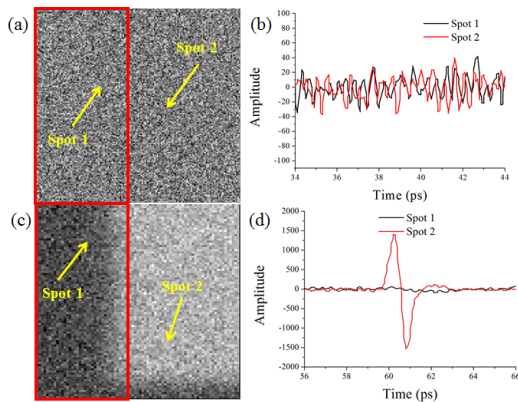 (a)
Spot 2
Spot 1
(b)
Spot 1
Spot 2
Amplitude
100
80
60
40
20
0
-20
-40
-60
-80
-100
34 36 38 40 42 44
Time (ps)
(c)
Spot 1
Spot 2
(d)
Spot 1
Spot 2
Amplitude
2000
1500
1000
500
0
-500
-1000
-1500
-2000
56 58 60 62 64 66
Time (ps)